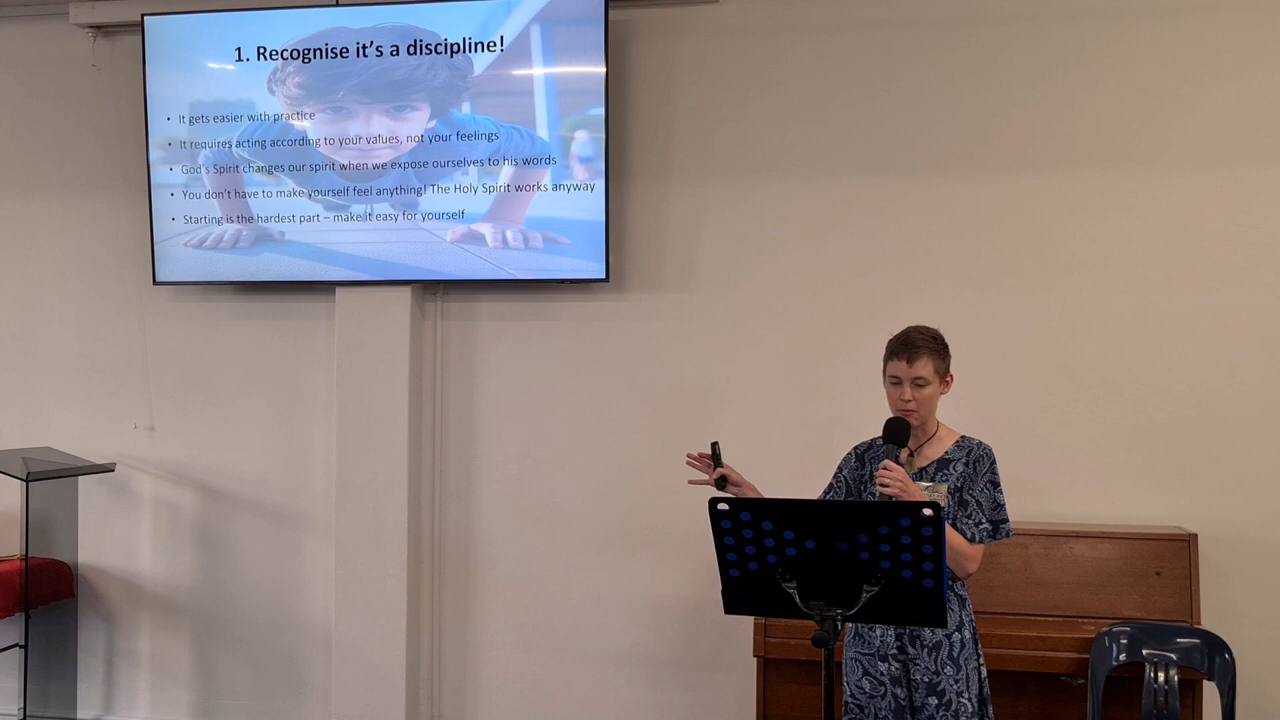 1. Recognise it's a discipline!
• It gets easier with practice
• It requires acting according to your values, not your feelings
• God's Spirit changes our spirit when we expose ourselves to his words
• You don't have to make yourself feel anything! The Holy Spirit works anyway
• Starting is the hardest part – make it easy for yourself